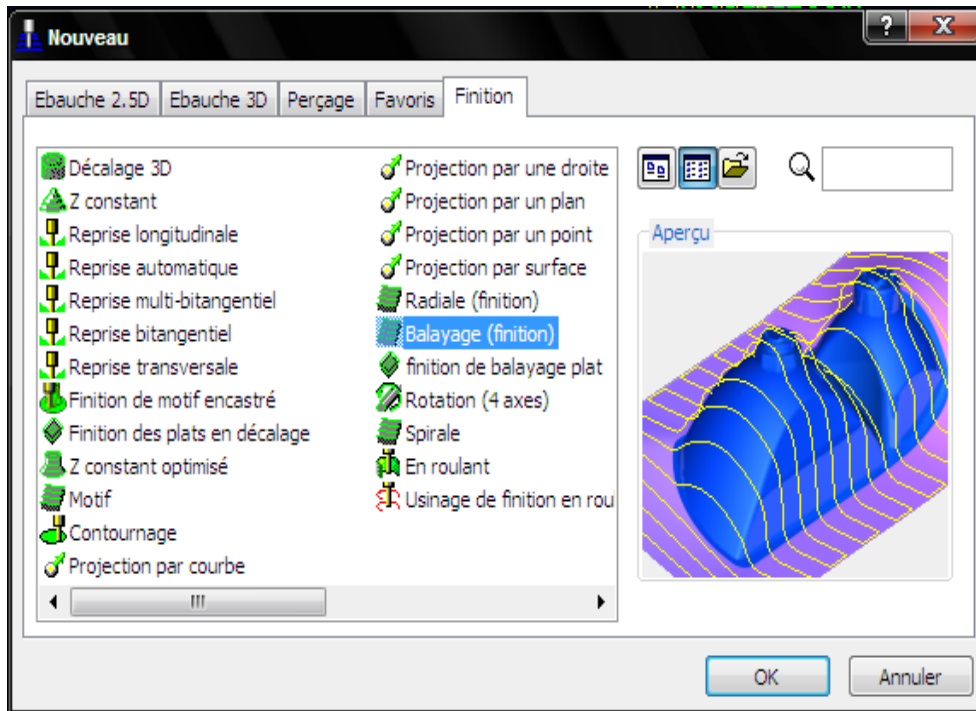 Nouveau
Ebauche 2.5D Ebauche 3D Perçage Favoris Finition
Décalage 3D
Z constant
Reprise longitudinale
Reprise automatique
Reprise multi-bitangentiel
Reprise bitangentiel
Reprise transversale
Finition de motif encastré
Finition des plats en décalage
Z constant optimisé
Motif
Contournage
Projection par courbe
Projection par une droite
Projection par un plan
Projection par un point
Projection par surface
Radiale (finition)
Balayage (finition)
finition de balayage plat
Rotation (4 axes)
Spirale
En roulant
Usinage de finition en rou
Aperçu
OK Annuler